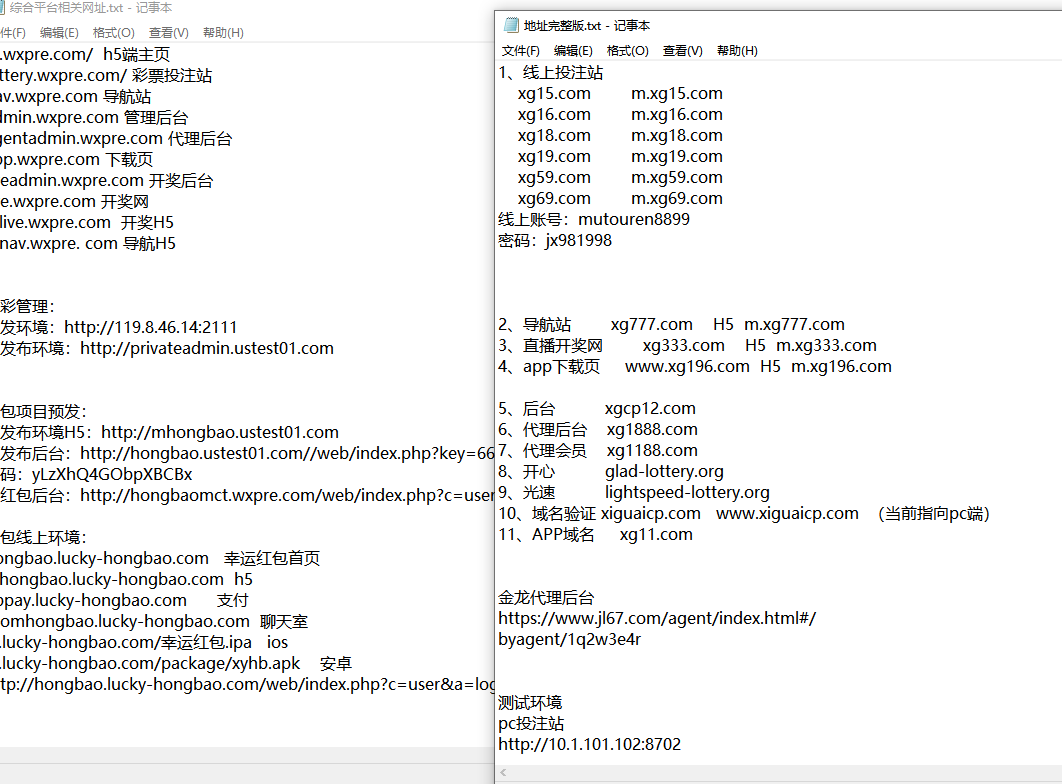 综合平台相关网址.txt - 记事本
件(F) 编辑(E) 格式(O) 查看(V) 帮助(H)
.wxpre.com/ h5端主页
ttery.wxpre.com/ 彩票投注站
av.wxpre.com 导航站
dmin.wxpre.com 管理后台
gentadmin.wxpre.com 代理后台
pp.wxpre.com 下载页
eadmin.wxpre.com 开奖后台
e.wxpre.com 开奖网
live.wxpre.com 开奖H5
nav.wxpre. com 导航H5
彩管理：
发环境：http://119.8.46.14:2111
发布环境：http://privateadmin.ustest01.com
包项目预发：
发布环境H5：http://mhongbao.ustest01.com
发布后台：http://hongbao.ustest01.com//web/index.php?key=66
码：yLzXhQ4GObpXBCBx
红包后台：http://hongbaomct.wxpre.com/web/index.php?c=user
包线上环境：
ongbao.lucky-hongbao.com 幸运红包首页
hongbao.lucky-hongbao.com h5
ppay.lucky-hongbao.com 支付
omhongbao.lucky-hongbao.com 聊天室
.lucky-hongbao.com/幸运红包.ipa ios
.lucky-hongbao.com/package/xyhb.apk 安卓
tp://hongbao.lucky-hongbao.com/web/index.php?c=user&a=log
地址完整版.txt - 记事本
文件(F) 编辑(E) 格式(O) 查看(V) 帮助(H)
1、线上投注站
xg15.com m.xg15.com
xg16.com m.xg16.com
xg18.com m.xg18.com
xg19.com m.xg19.com
xg59.com m.xg59.com
xg69.com m.xg69.com
线上账号：mutouren8899
密码：jx981998
2、导航站 xg777.com H5 m.xg777.com
3、直播开奖网 xg333.com H5 m.xg333.com
4、app下载页 www.xg196.com H5 m.xg196.com
5、后台 xgcp12.com
6、代理后台 xg1888.com
7、代理会员 xg1188.com
8、开心 glad-lottery.org
9、光速 lightspeed-lottery.org
10、域名验证 xiguaicp.com www.xiguaicp.com （当前指向pc端）
11、APP域名 xg11.com
金龙代理后台
https://www.jl67.com/agent/index.html#/
byagent/1q2w3e4r
测试环境
pc投注站
http://10.1.101.102:8702